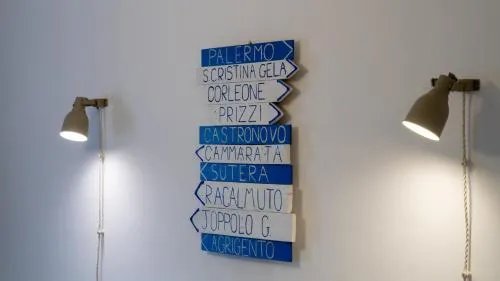 PALERMO
S.CRISTINA GELA
CORLEONE
PRIZZI
CASTRONOVO
CAMMARATA
SUTERA
RACALMUTO
JOPPOLO G.
AGRIGENTO